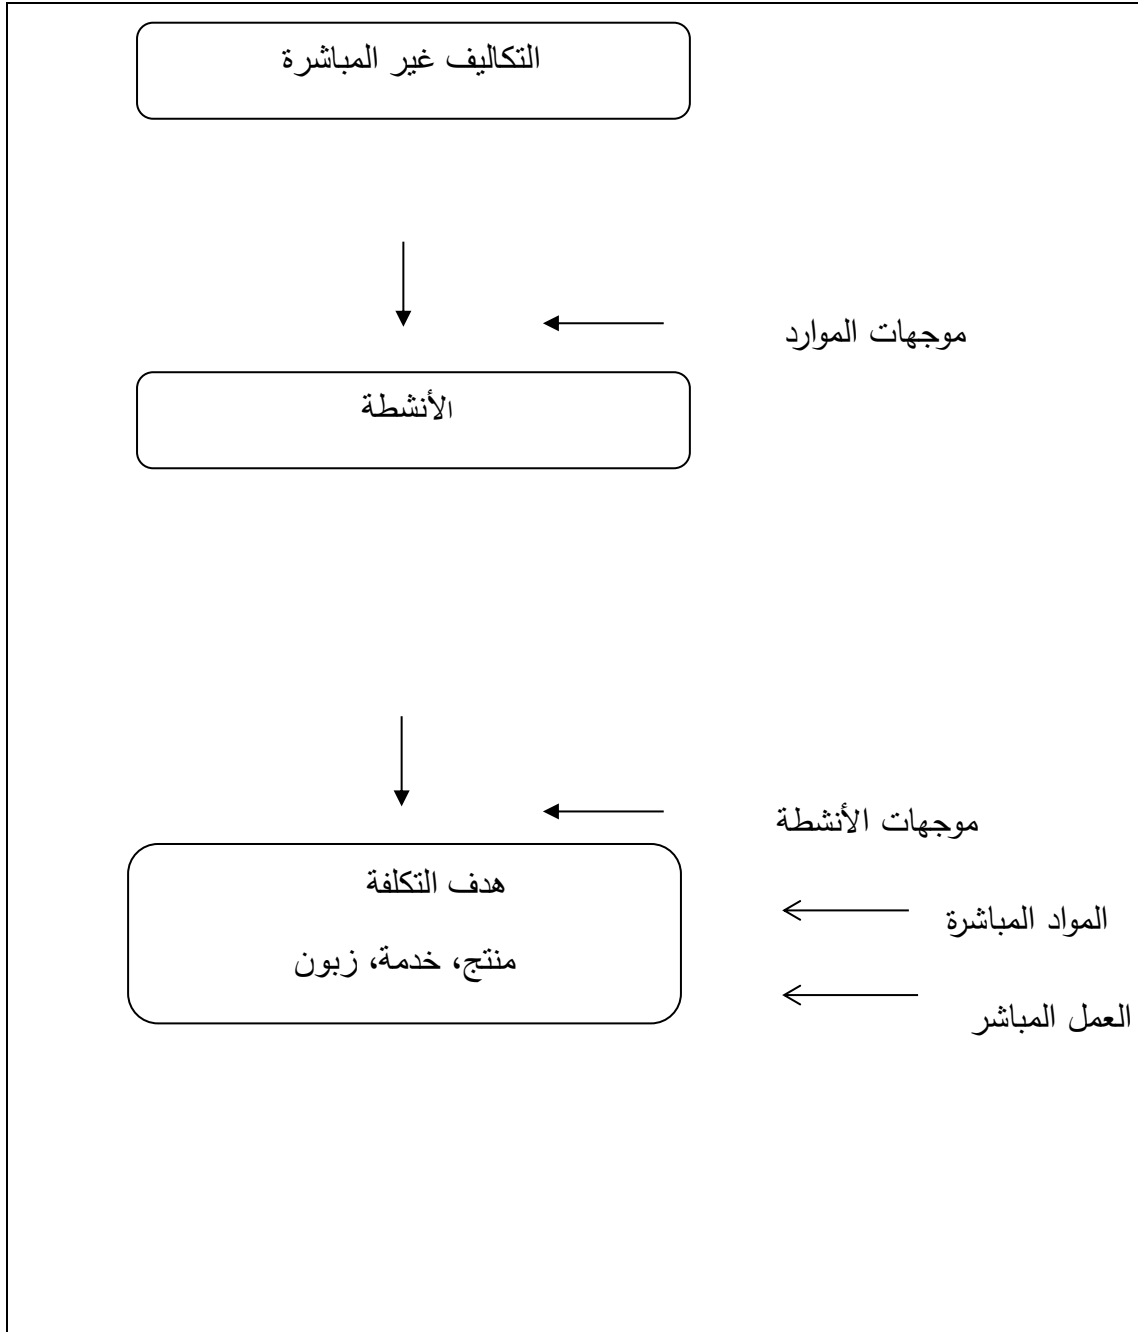 التكاليف غير المباشرة
موجهات الموارد
الأنشطة
موجهات الأنشطة
هدف التكلفة
المواد المباشرة
منتج، خدمة، زبون
العمل المباشر